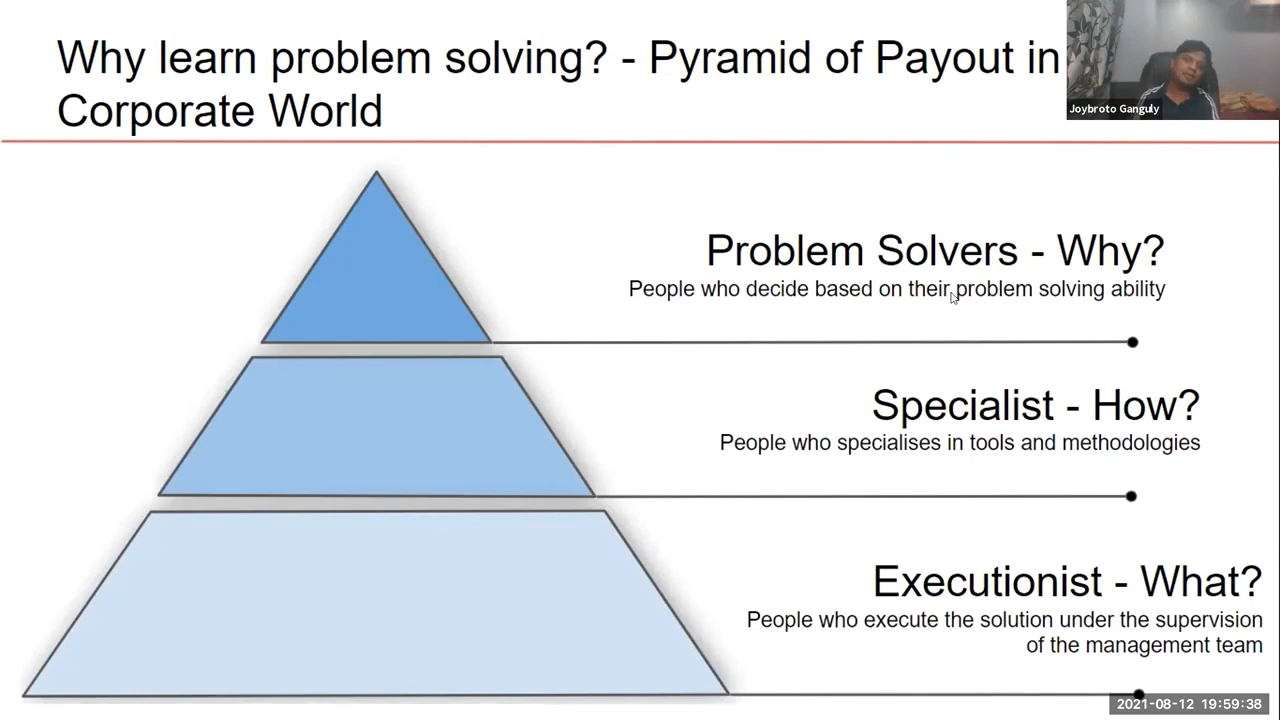 Why learn problem solving? - Pyramid of Payout in
Corporate World
Joybroto Ganguly
Problem Solvers - Why?
People who decide based on their problem solving ability
Specialist - How?
People who specialises in tools and methodologies
Executionist - What?
People who execute the solution under the supervision
of the management team
2021-08-12 19:59:38